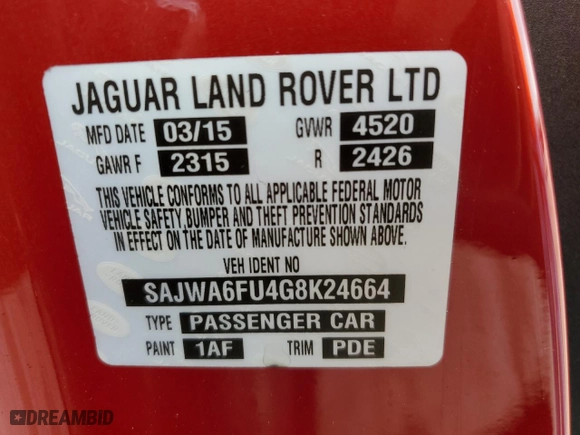 JAGUAR LAND ROVER LTD
MFD DATE 03/15 GVWR 4520
GAWR F 2315 R 2426
THIS VEHICLE CONFORMS TO ALL APPLICABLE FEDERAL MOTOR
VEHICLE SAFETY,BUMPER AND THEFT PREVENTION STANDARDS
IN EFFECT ON THE DATE OF MANUFACTURE SHOWN ABOVE.
VEH IDENT NO
SAJWA6FU4G8K24664
TYPE PASSENGER CAR
PAINT 1AF TRIM PDE
DREAMBID